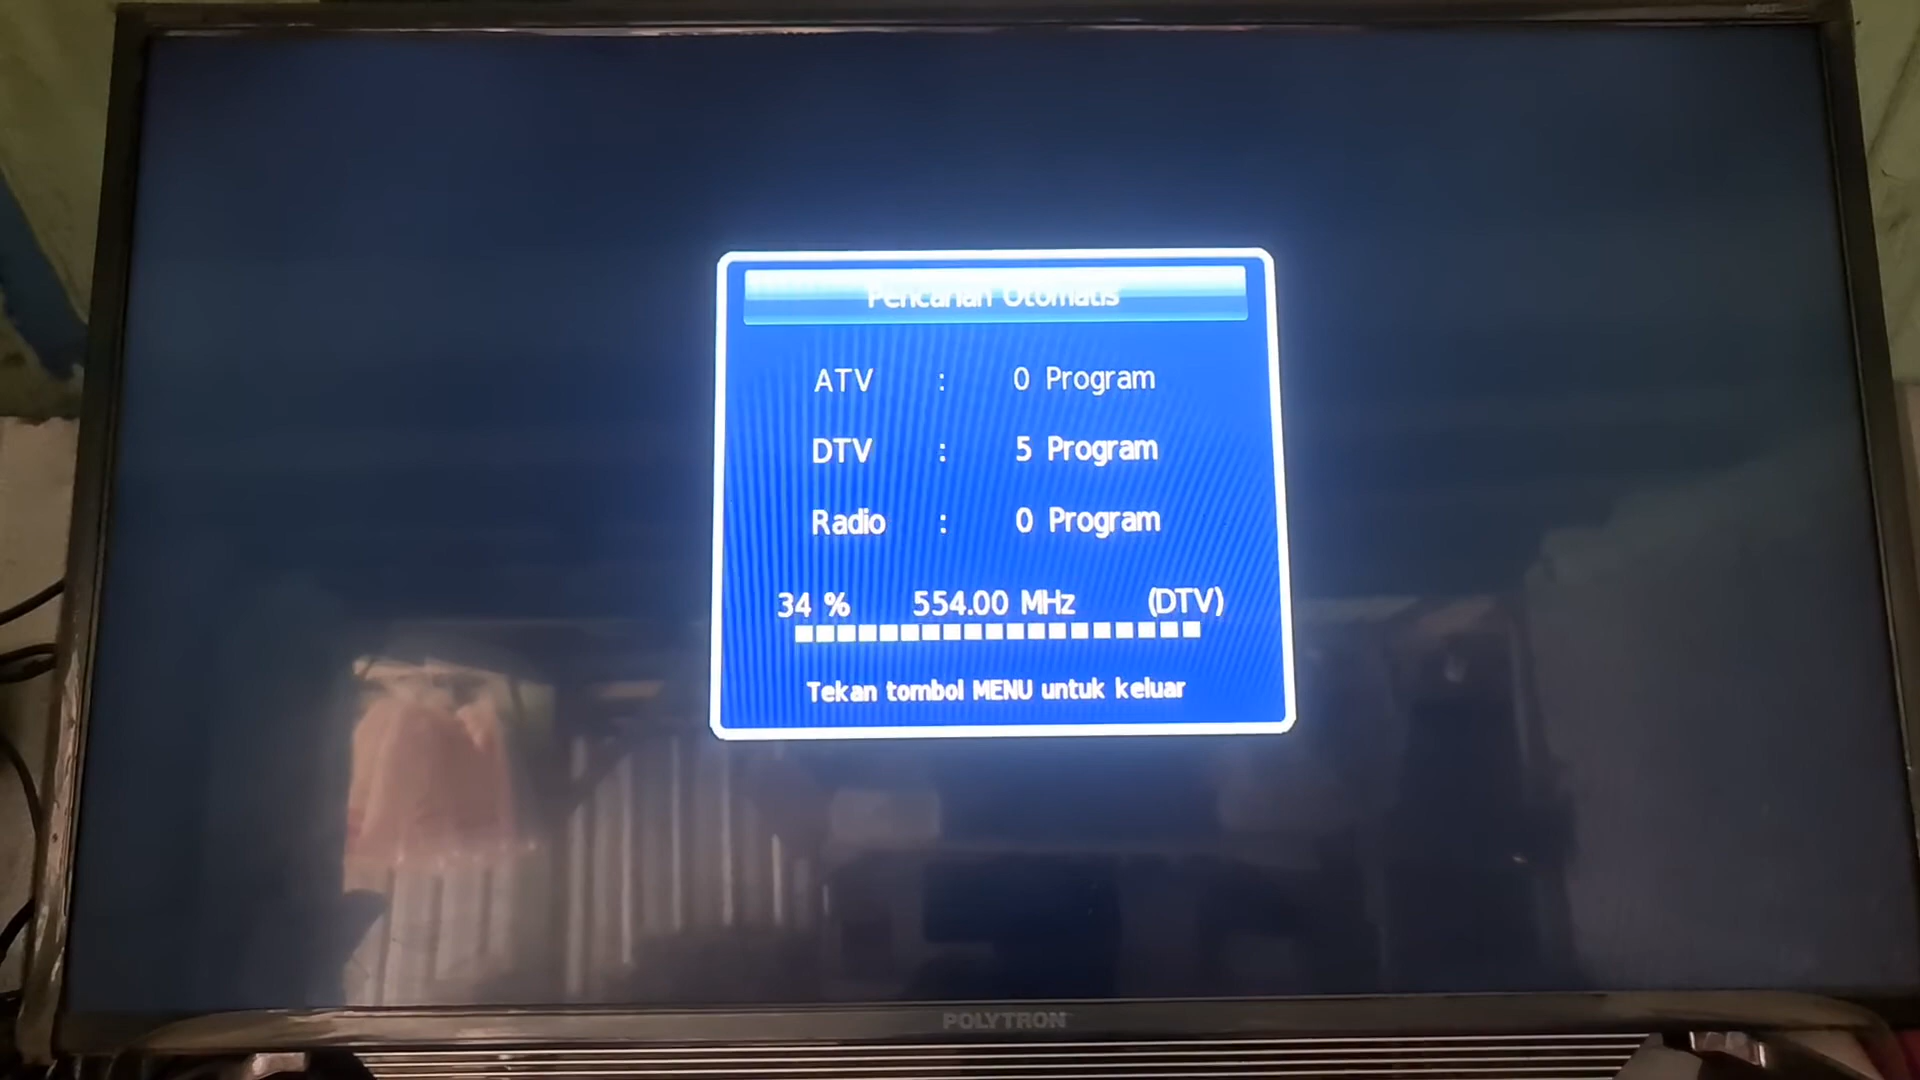 Pencarian Otomatis
ATV : 0 Program
DTV : 5 Program
Radio : 0 Program
34 % 554.00 MHz (DTV)
Tekan tombol MENU untuk keluar
POLYTRON